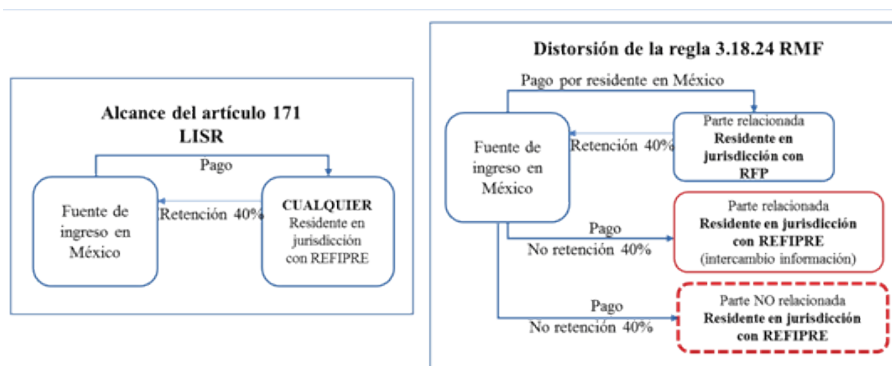 Alcance del artículo 171
LISR
Pago
Fuente de
ingreso en
México
Retención 40%
CUALQUIER
Residente en
jurisdicción
con REFIPRE
Distorsión de la regla 3.18.24 RMF
Pago por residente en México
Fuente de
ingreso en
México
Retención 40%
Parte relacionada
Residente en
jurisdicción con
RFP
Pago
No retención 40%
Parte relacionada
Residente en jurisdicción
con REFIPRE
(intercambio información)
Pago
No retención 40%
Parte NO relacionada
Residente en jurisdicción
con REFIPRE